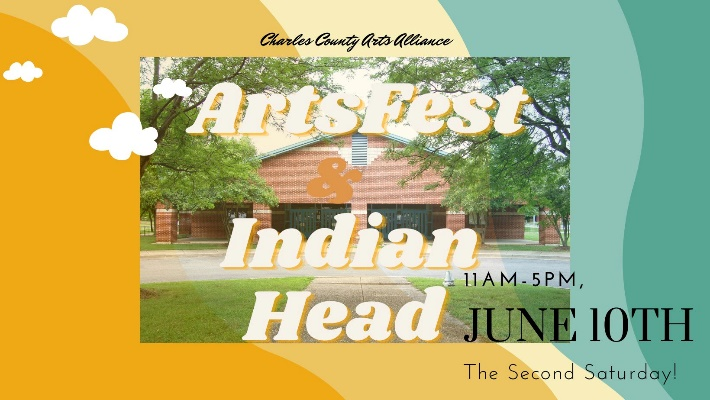 Charles County Arts Alliance
ArtsFest
&
Indian
Head
11AM-5PM,
JUNE 10TH
The Second Saturday!